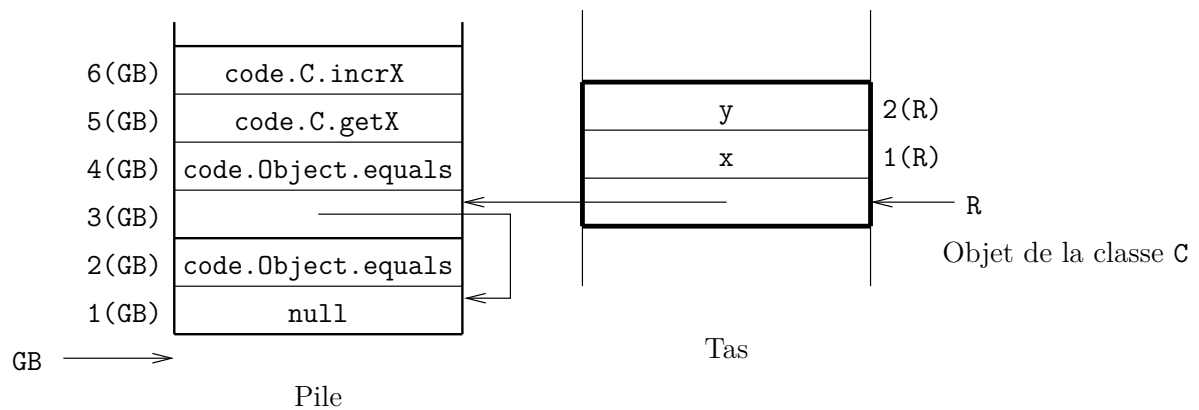 6(GB) code.C.incrX
5(GB) code.C.getX
4(GB) code.Object.equals
3(GB)
2(GB) code.Object.equals
1(GB) null
GB
Pile
y 2(R)
x 1(R)
R
Objet de la classe C
Tas